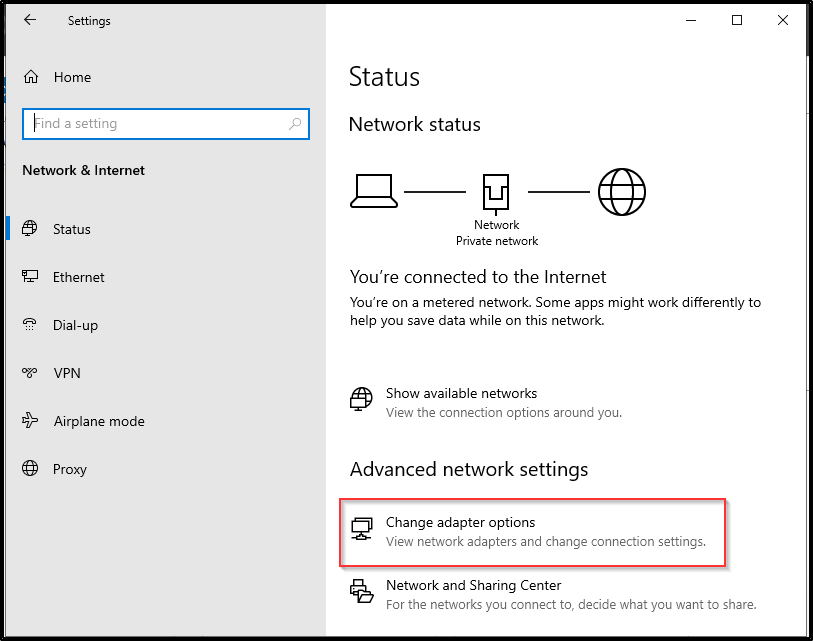 Settings
Home
Find a setting
Network & Internet
Status
Ethernet
Dial-up
VPN
Airplane mode
Proxy
Status
Network status
Network
Private network
You're connected to the Internet
You're on a metered network. Some apps might work differently to
help you save data while on this network.
Show available networks
View the connection options around you.
Advanced network settings
Change adapter options
View network adapters and change connection settings.
Network and Sharing Center
For the networks you connect to, decide what you want to share.